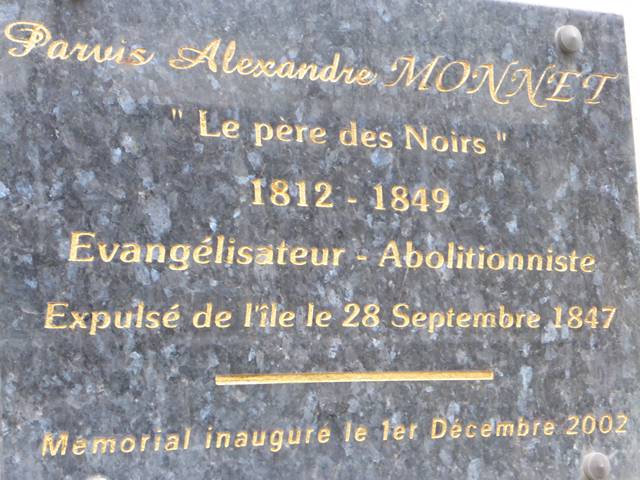 Parvis Alexandre MONNET
" Le père des Noirs "
1812 - 1849
Evangélisateur - Abolitionniste
Expulsé de l'île le 28 Septembre 1847
Mémorial inauguré le 1er Décembre 2002